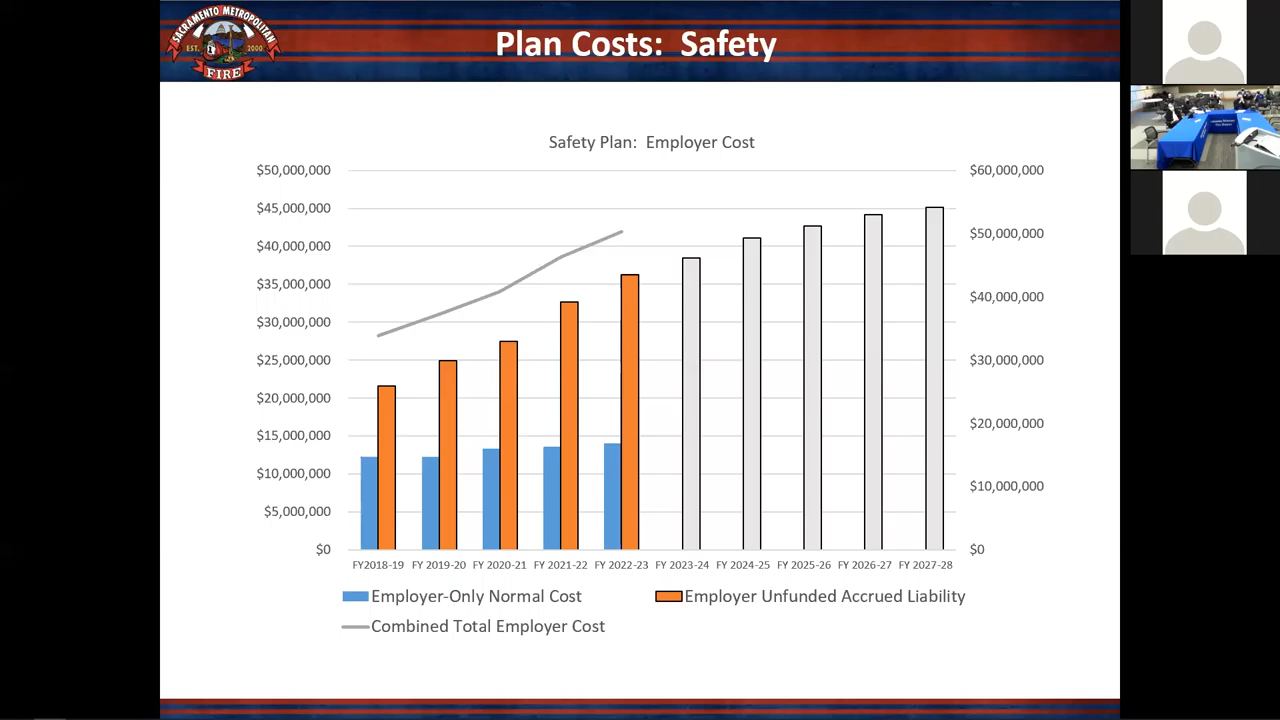 SACRAMENTO METROPOLITAN
EST. 2000
FIRE
Plan Costs: Safety
Safety Plan: Employer Cost
$50,000,000 $60,000,000
$45,000,000
$40,000,000 $50,000,000
$35,000,000
$30,000,000 $40,000,000
$25,000,000 $30,000,000
$20,000,000
$15,000,000 $20,000,000
$10,000,000
$5,000,000 $10,000,000
$0 $0
FY2018-19 FY 2019-20 FY 2020-21 FY 2021-22 FY 2022-23 FY 2023-24 FY 2024-25 FY 2025-26 FY 2026-27 FY 2027-28
Employer-Only Normal Cost Employer Unfunded Accrued Liability
Combined Total Employer Cost